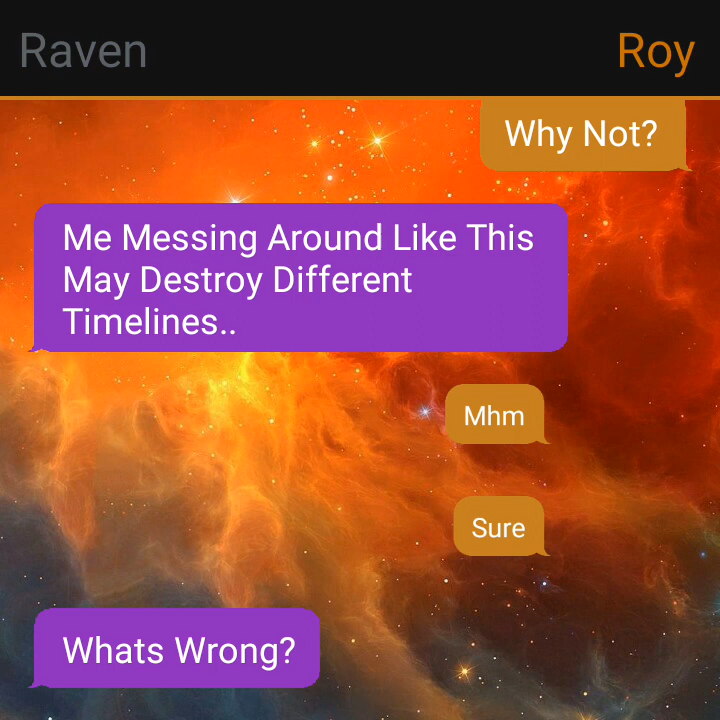 Raven
Roy
Why Not?
Me Messing Around Like This
May Destroy Different
Timelines..
Mhm
Sure
Whats Wrong?